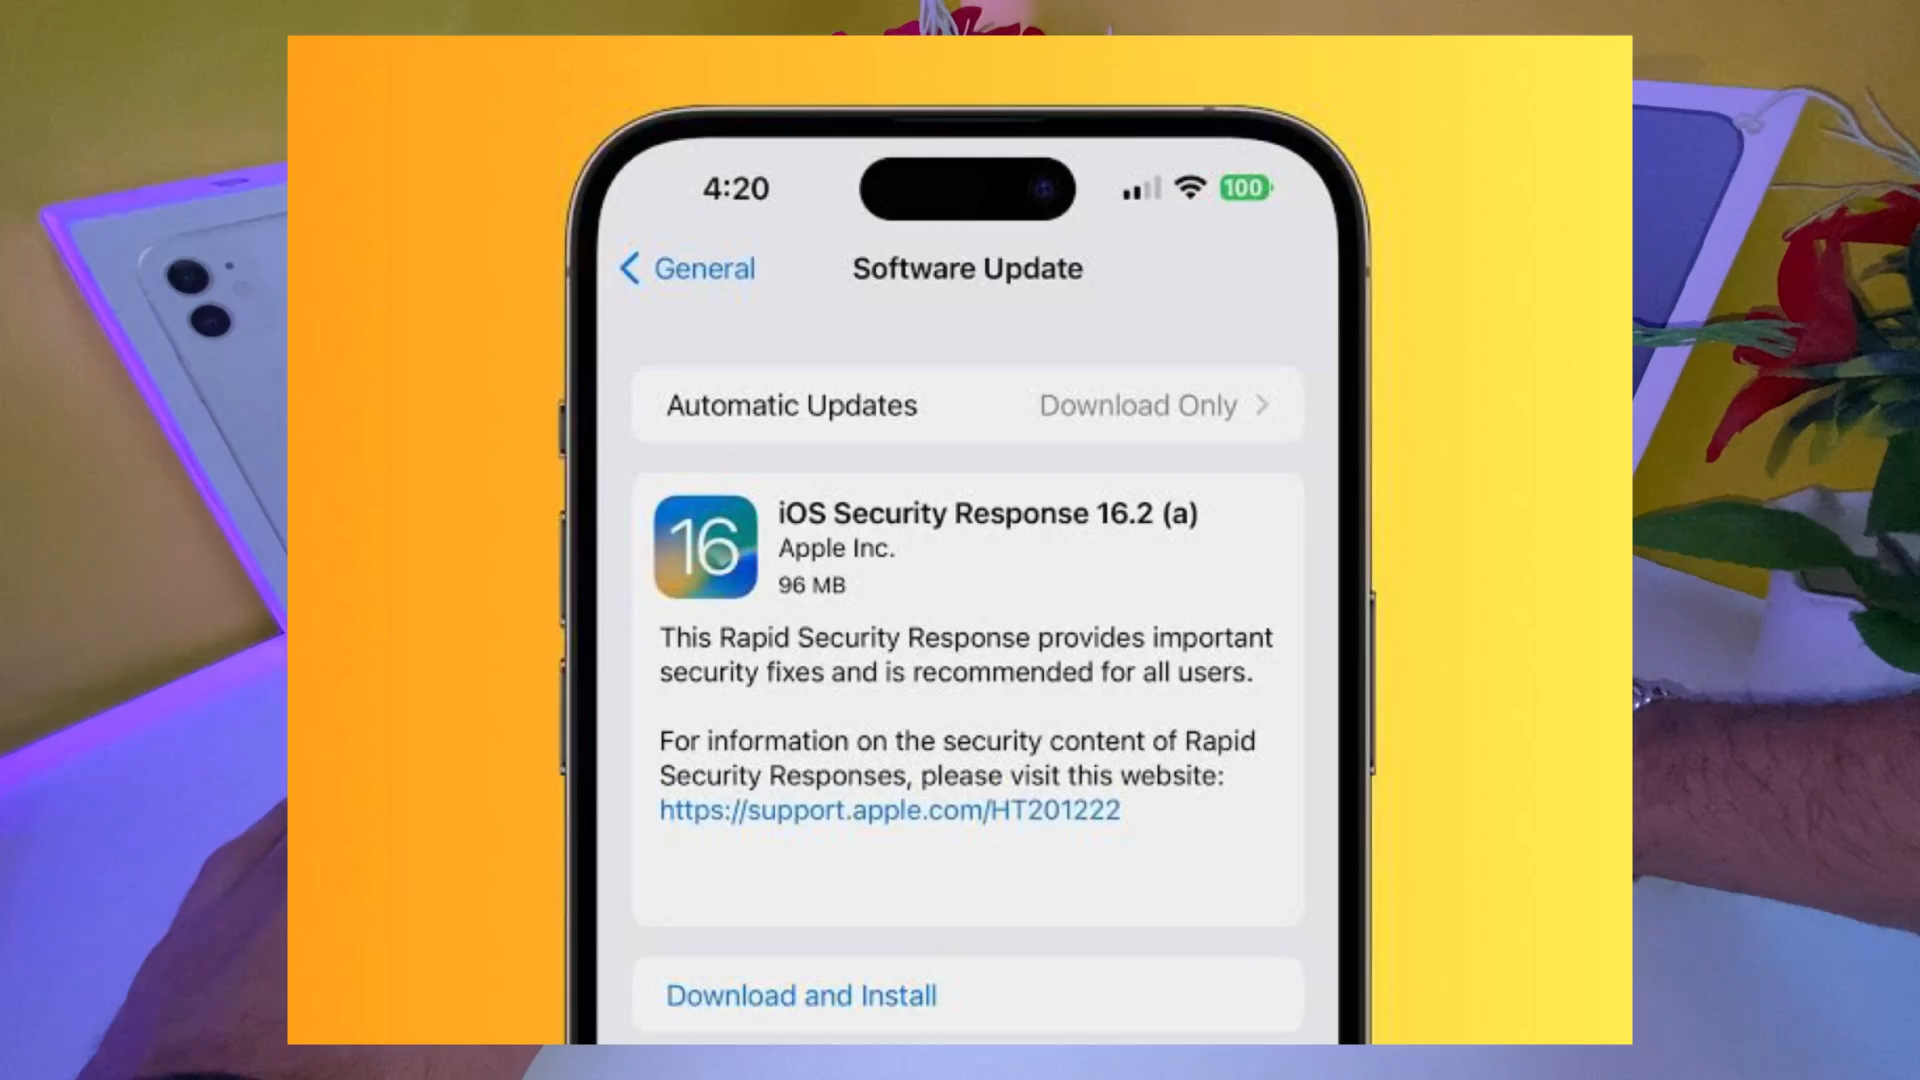 4:20
100
General
Software Update
Automatic Updates
Download Only
16
iOS Security Response 16.2 (a)
Apple Inc.
96 MB
This Rapid Security Response provides important
security fixes and is recommended for all users.
For information on the security content of Rapid
Security Responses, please visit this website:
https://support.apple.com/HT201222
Download and Install